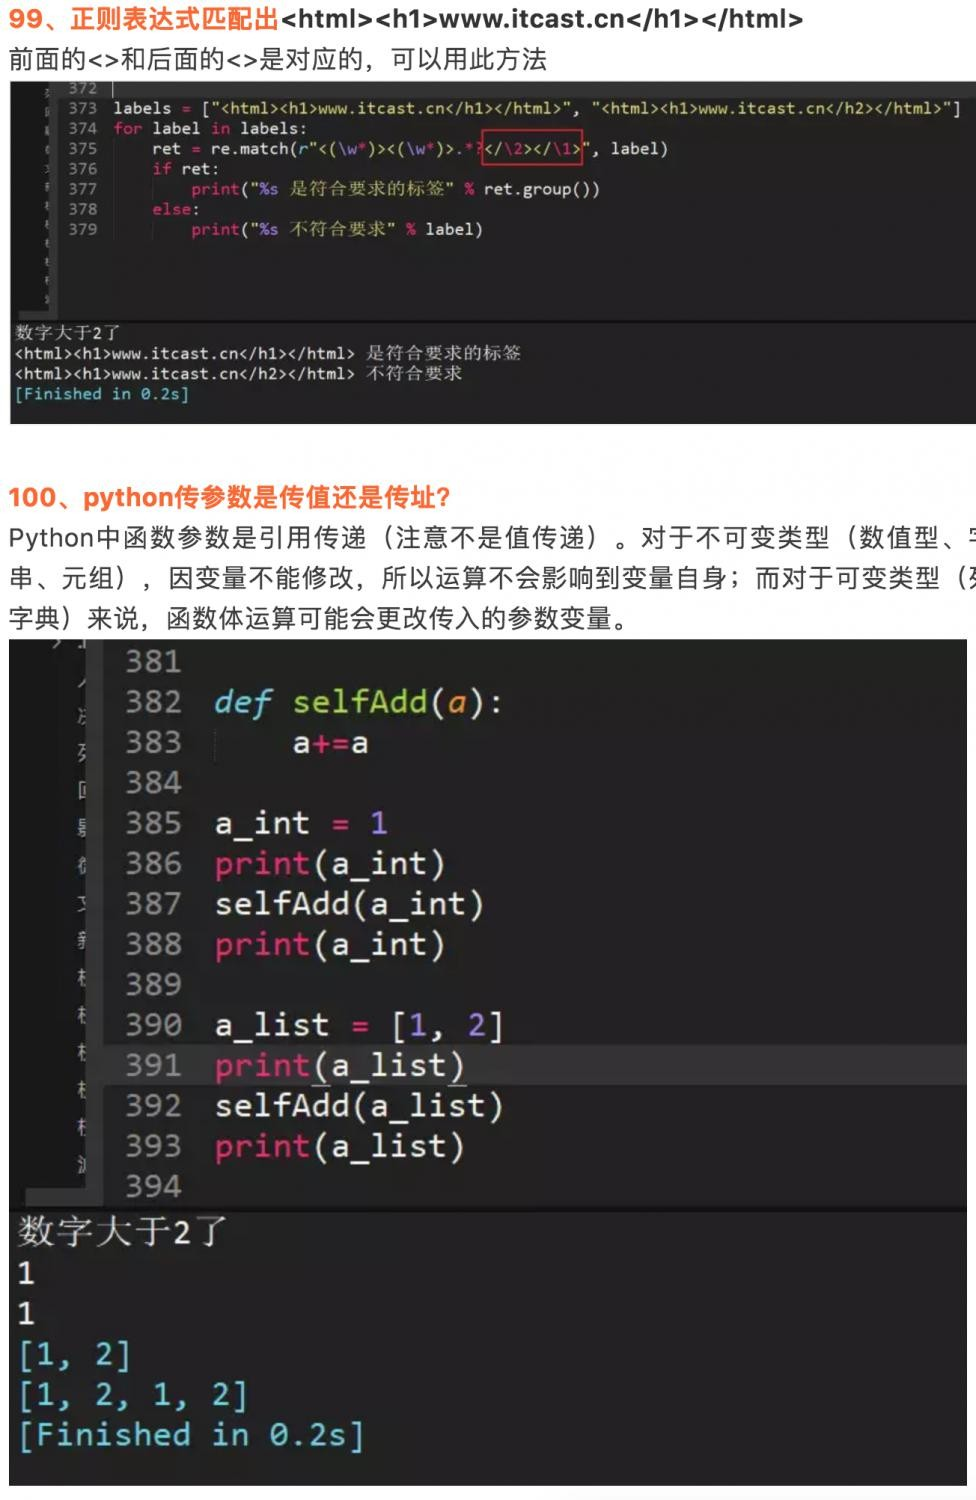 99、正则表达式匹配出<html><h1>www.itcast.cn</h1></html>
前面的<>和后面的<>是对应的，可以用此方法
372
373 labels = ["<html><h1>www.itcast.cn</h1></html>", "<html><h1>www.itcast.cn</h2></html>"]
374 for label in labels:
375     ret = re.match(r"<(\w*)><(\w*)>.*?</\2></\1>", label)
376     if ret:
377         print("%s 是符合要求的标签" % ret.group())
378     else:
379         print("%s 不符合要求" % label)
数字大于2了
<html><h1>www.itcast.cn</h1></html> 是符合要求的标签
<html><h1>www.itcast.cn</h2></html> 不符合要求
[Finished in 0.2s]
100、python传参数是传值还是传址？
Python中函数参数是引用传递（注意不是值传递）。对于不可变类型（数值型、
串、元组），因变量不能修改，所以运算不会影响到变量自身；而对于可变类型（
字典）来说，函数体运算可能会更改传入的参数变量。
381
382 def selfAdd(a):
383     a+=a
384
385 a_int = 1
386 print(a_int)
387 selfAdd(a_int)
388 print(a_int)
389
390 a_list = [1, 2]
391 print(a_list)
392 selfAdd(a_list)
393 print(a_list)
394
数字大于2了
1
1
[1, 2]
[1, 2, 1, 2]
[Finished in 0.2s]